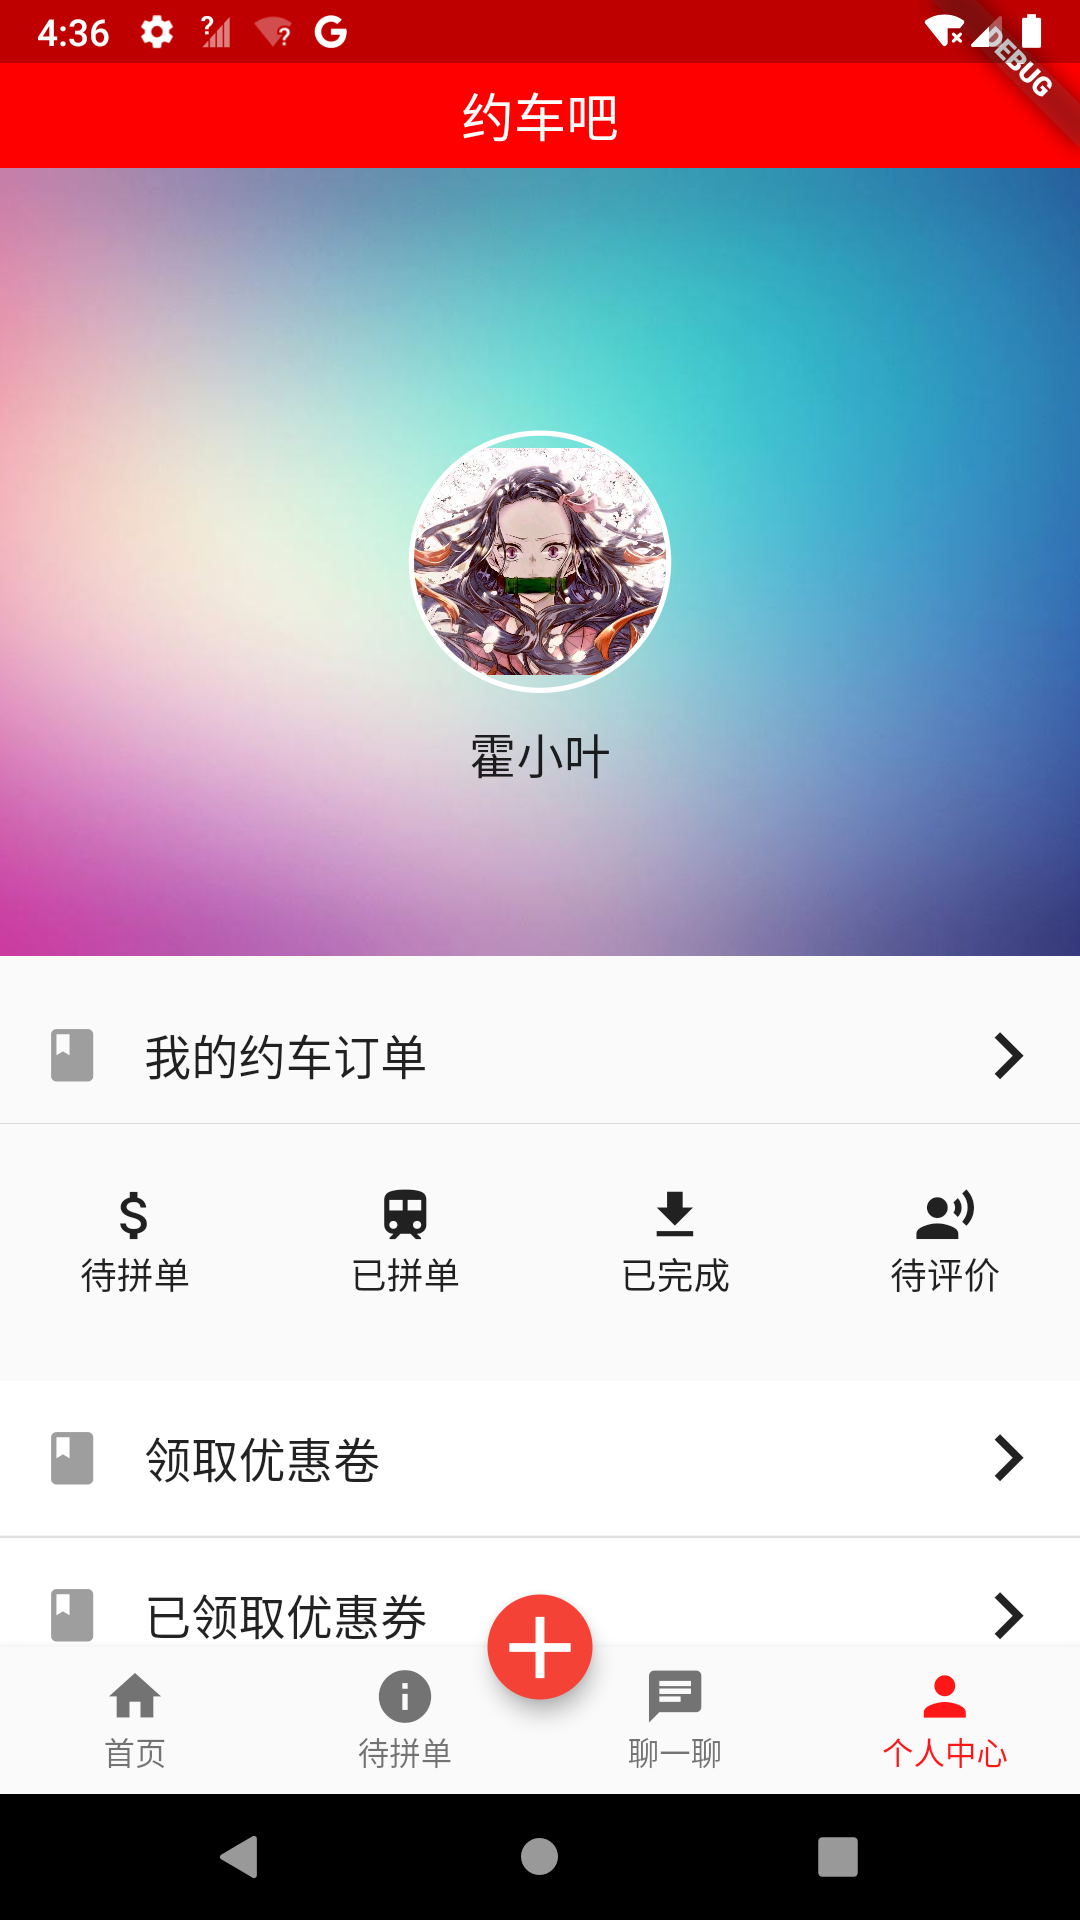 4:36
DEBUG
约车吧
霍小叶
我的约车订单
待拼单 已拼单 已完成 待评价
领取优惠卷
已领取优惠券
首页 待拼单 聊一聊 个人中心